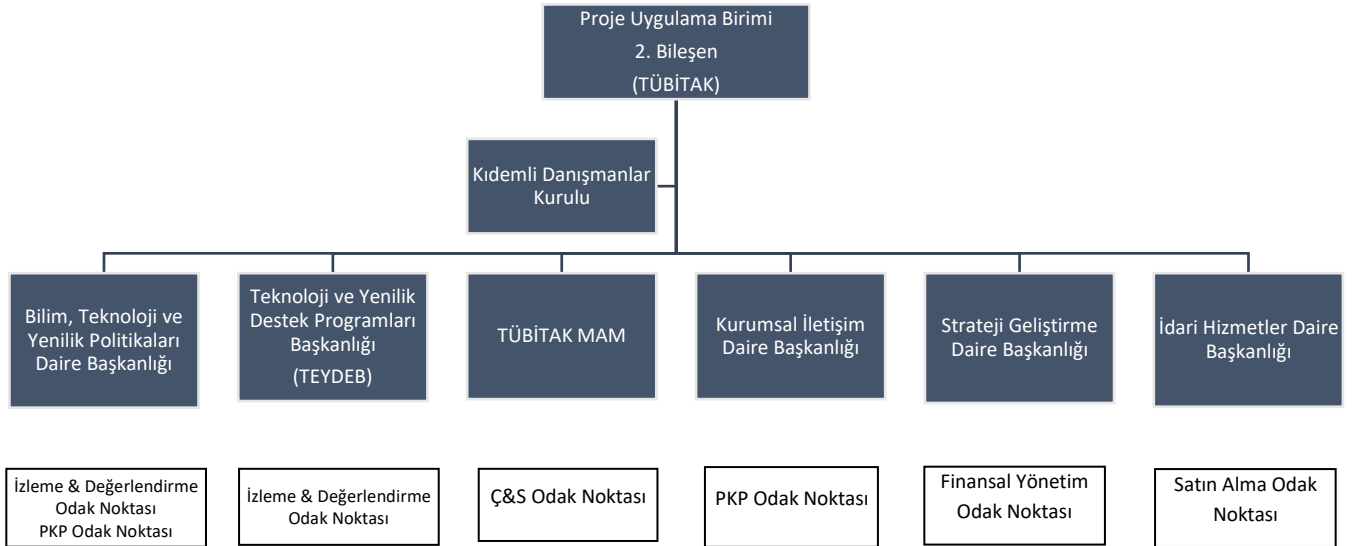 Proje Uygulama Birimi
2. Bileşen
(TÜBİTAK)
Kıdemli Danışmanlar
Kurulu
Bilim, Teknoloji ve
Yenilik Politikaları
Daire Başkanlığı
Teknoloji ve Yenilik
Destek Programları
Başkanlığı
(TEYDEB)
TÜBİTAK MAM
Kurumsal İletişim
Daire Başkanlığı
Strateji Geliştirme
Daire Başkanlığı
İdari Hizmetler Daire
Başkanlığı
İzleme & Değerlendirme
Odak Noktası
PKP Odak Noktası
İzleme & Değerlendirme
Odak Noktası
Ç&S Odak Noktası
PKP Odak Noktası
Finansal Yönetim
Odak Noktası
Satın Alma Odak
Noktası